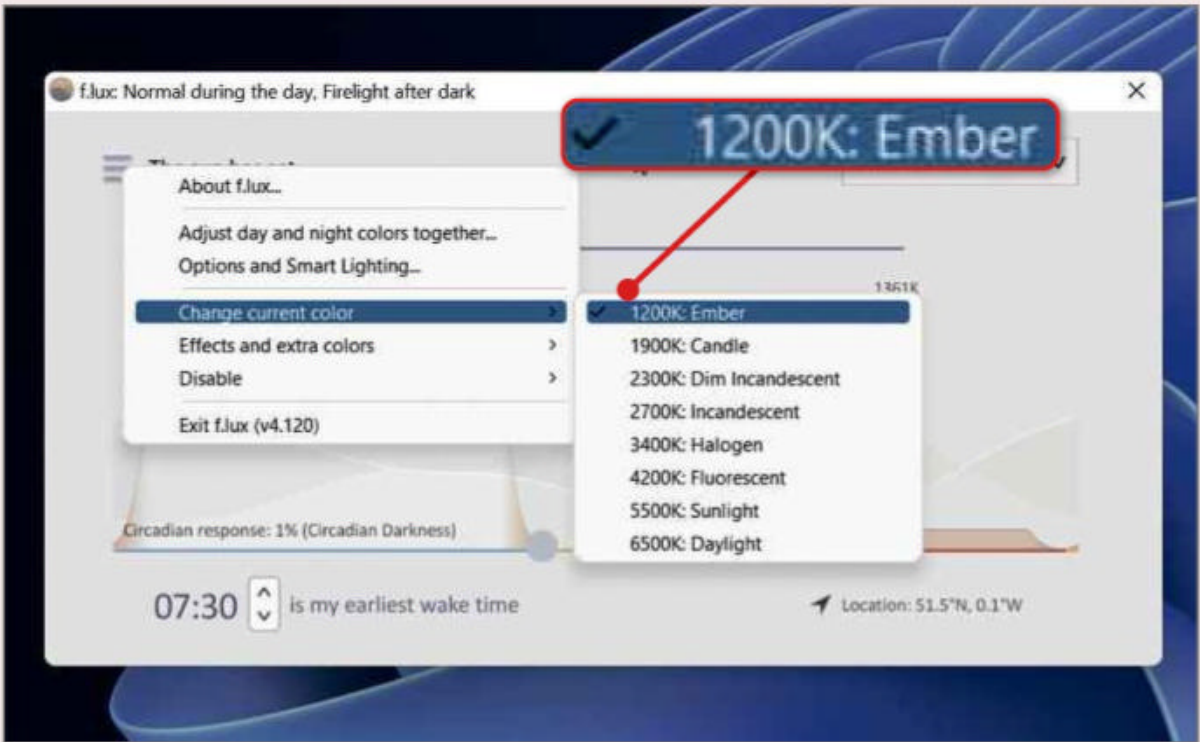 f.lux: Normal during the day, Firelight after dark
1200K: Ember
About f.lux...
Adjust day and night colors together...
Options and Smart Lighting...
1361K
Change current color
Effects and extra colors
Disable
Exit f.lux (v4.120)
1200K: Ember
1900K: Candle
2300K: Dim Incandescent
2700K: Incandescent
3400K: Halogen
4200K: Fluorescent
5500K: Sunlight
6500K: Daylight
Circadian response: 1% (Circadian Darkness)
07:30 is my earliest wake time
Location: 51.5°N, 0.1°W